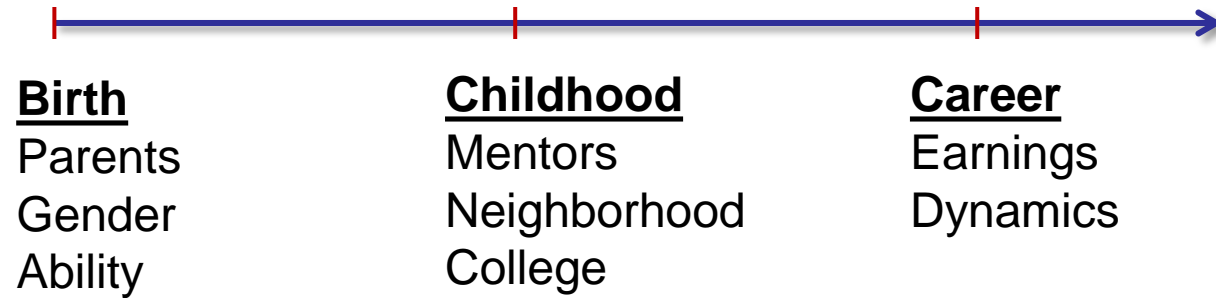 Birth
Parents
Gender
Ability
Childhood
Mentors
Neighborhood
College
Career
Earnings
Dynamics